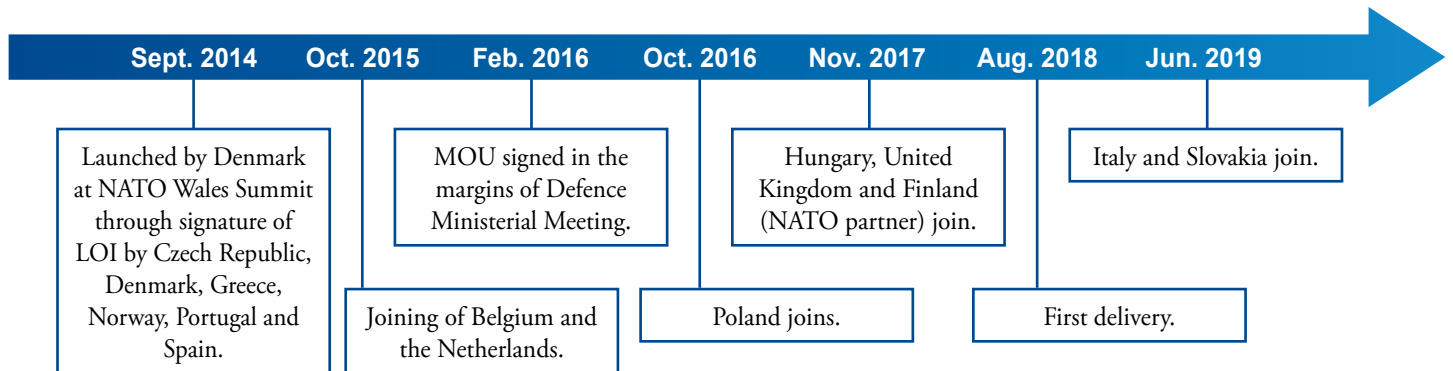 Sept. 2014
Oct. 2015
Feb. 2016
Oct. 2016
Nov. 2017
Aug. 2018
Jun. 2019
Launched by Denmark
at NATO Wales Summit
through signature of
LOI by Czech Republic,
Denmark, Greece,
Norway, Portugal and
Spain.
Joining of Belgium and
the Netherlands.
MOU signed in the
margins of Defence
Ministerial Meeting.
Poland joins.
Hungary, United
Kingdom and Finland
(NATO partner) join.
First delivery.
Italy and Slovakia join.